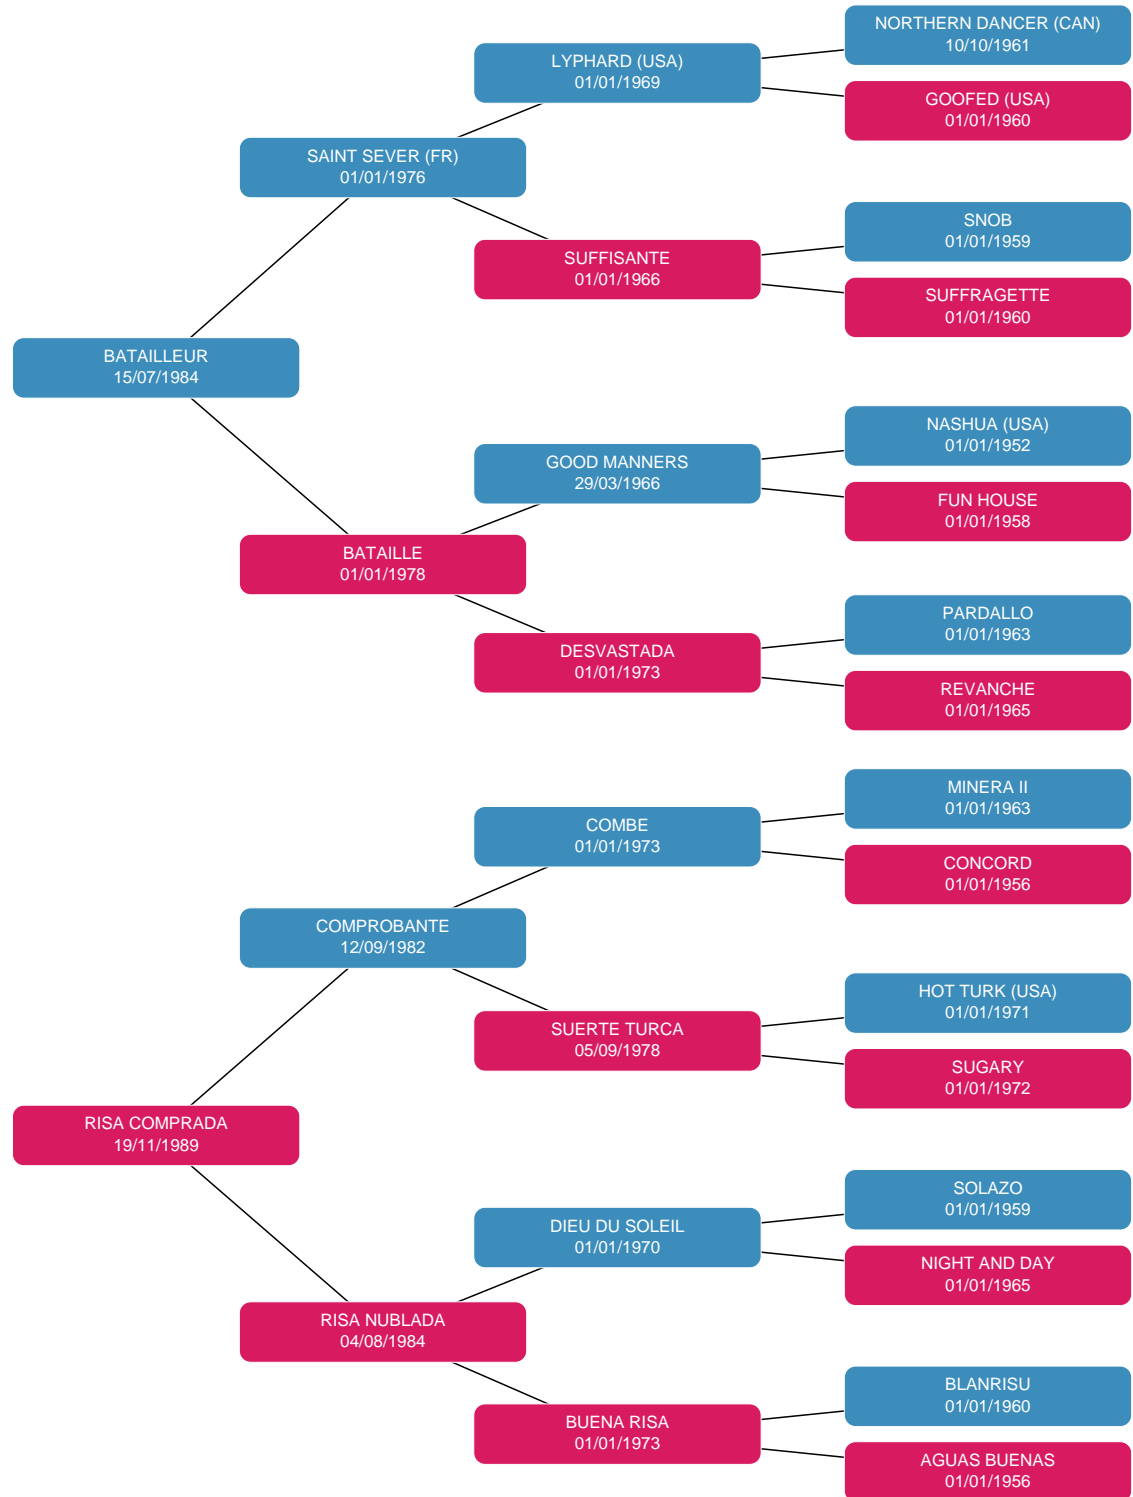 NORTHERN DANCER (CAN)
10/10/1961
LYPHARD (USA)
01/01/1969
GOOFED (USA)
01/01/1960
SAINT SEVER (FR)
01/01/1976
SNOB
01/01/1959
SUFFISANTE
01/01/1966
SUFFRAGETTE
01/01/1960
BATAILLEUR
15/07/1984
NASHUA (USA)
01/01/1952
GOOD MANNERS
29/03/1966
FUN HOUSE
01/01/1958
BATAILLE
01/01/1978
PARDALLO
01/01/1963
DESVASTADA
01/01/1973
REVANCHE
01/01/1965
MINERA II
01/01/1963
COMBE
01/01/1973
CONCORD
01/01/1956
COMPROBANTE
12/09/1982
HOT TURK (USA)
01/01/1971
SUERTE TURCA
05/09/1978
SUGARY
01/01/1972
RISA COMPRADA
19/11/1989
SOLAZO
01/01/1959
DIEU DU SOLEIL
01/01/1970
NIGHT AND DAY
01/01/1965
RISA NUBLADA
04/08/1984
BLANRISU
01/01/1960
BUENA RISA
01/01/1973
AGUAS BUENAS
01/01/1956